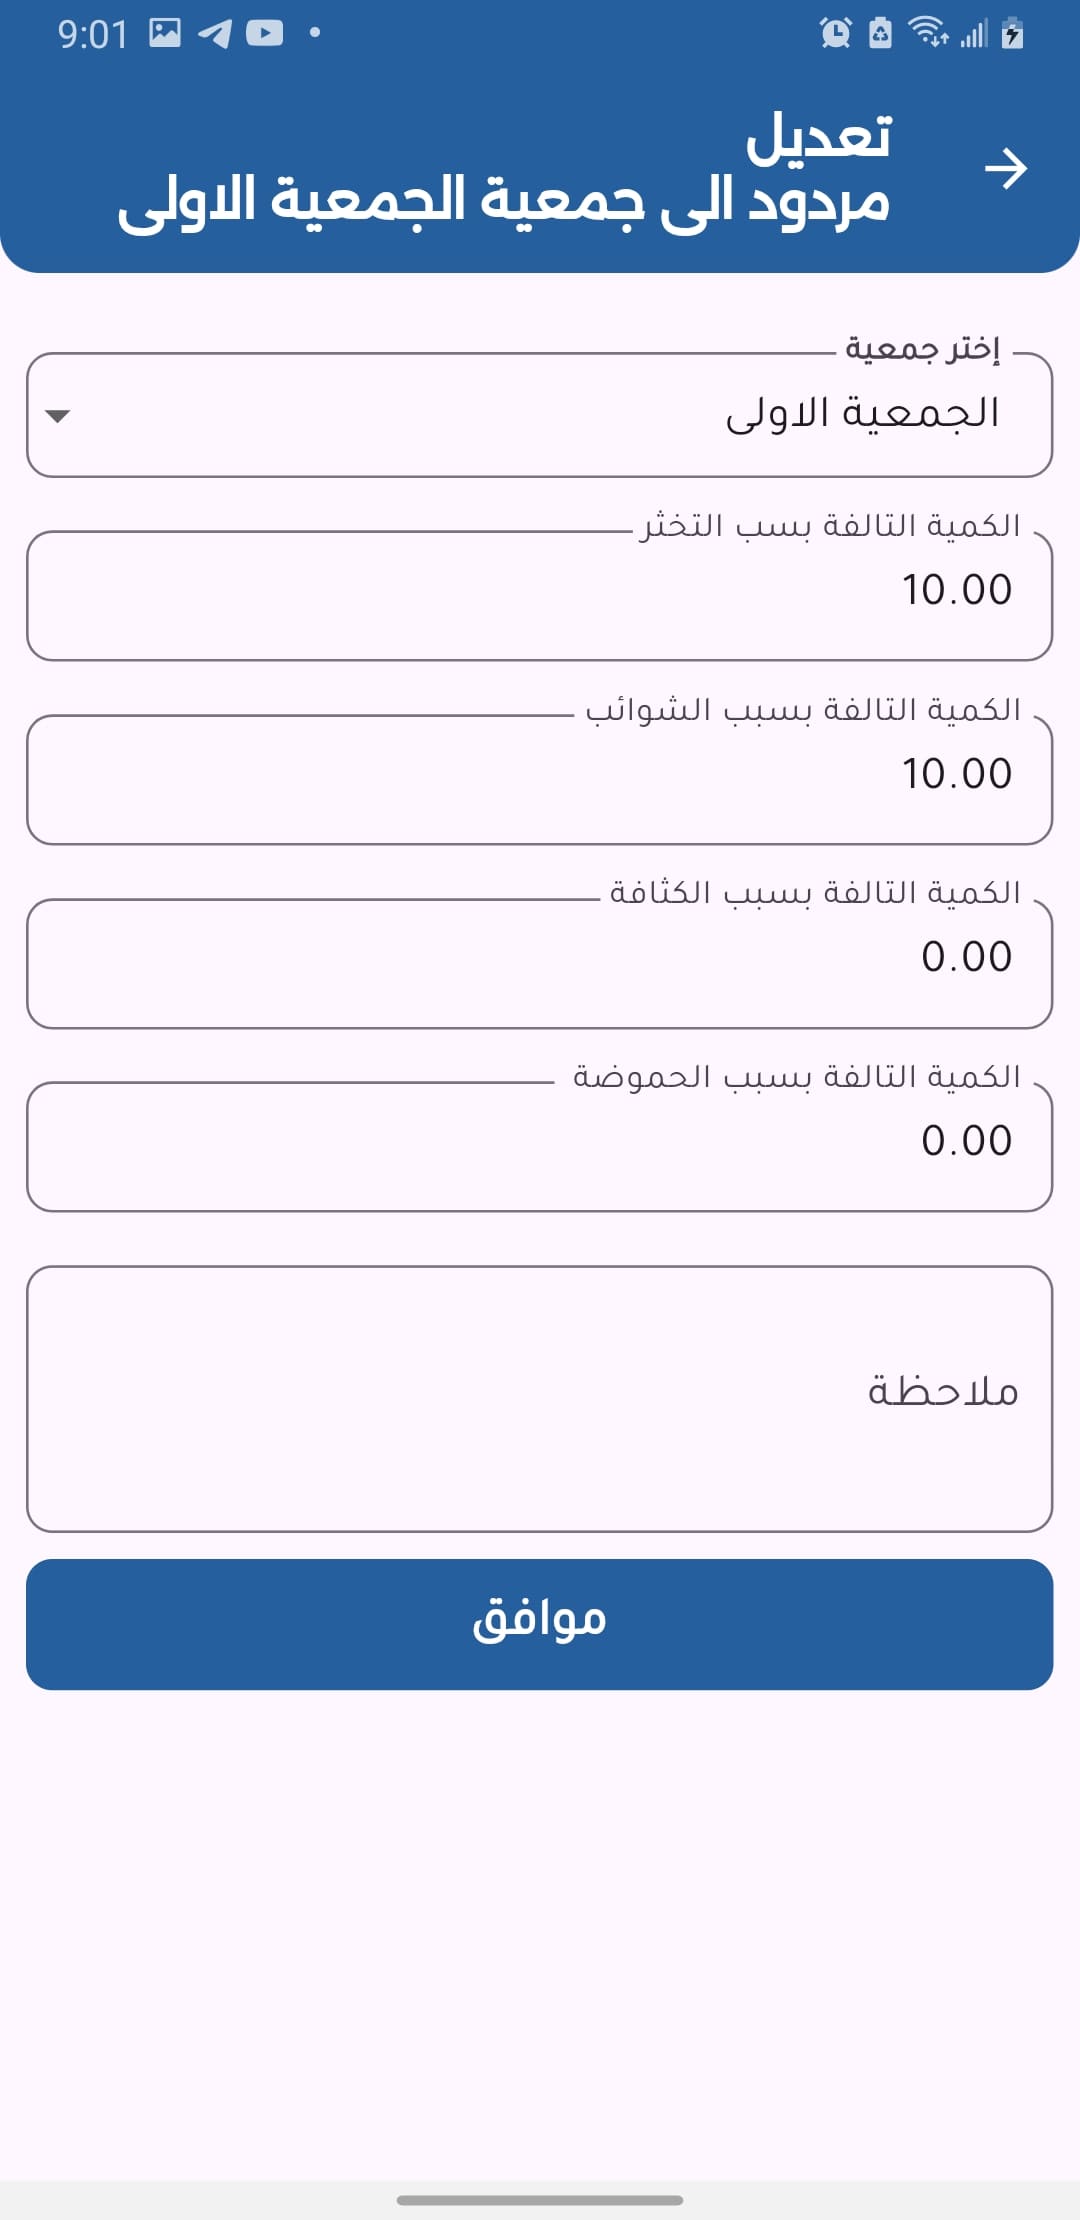 9:01
تعديل
مردود الى جمعية الجمعية الاولى
إختر جمعية
الجمعية الاولى
الكمية التالفة بسب التخثر
10.00
الكمية التالفة بسبب الشوائب
10.00
الكمية التالفة بسبب الكثافة
0.00
الكمية التالفة بسبب الحموضة
0.00
ملاحظة
موافق